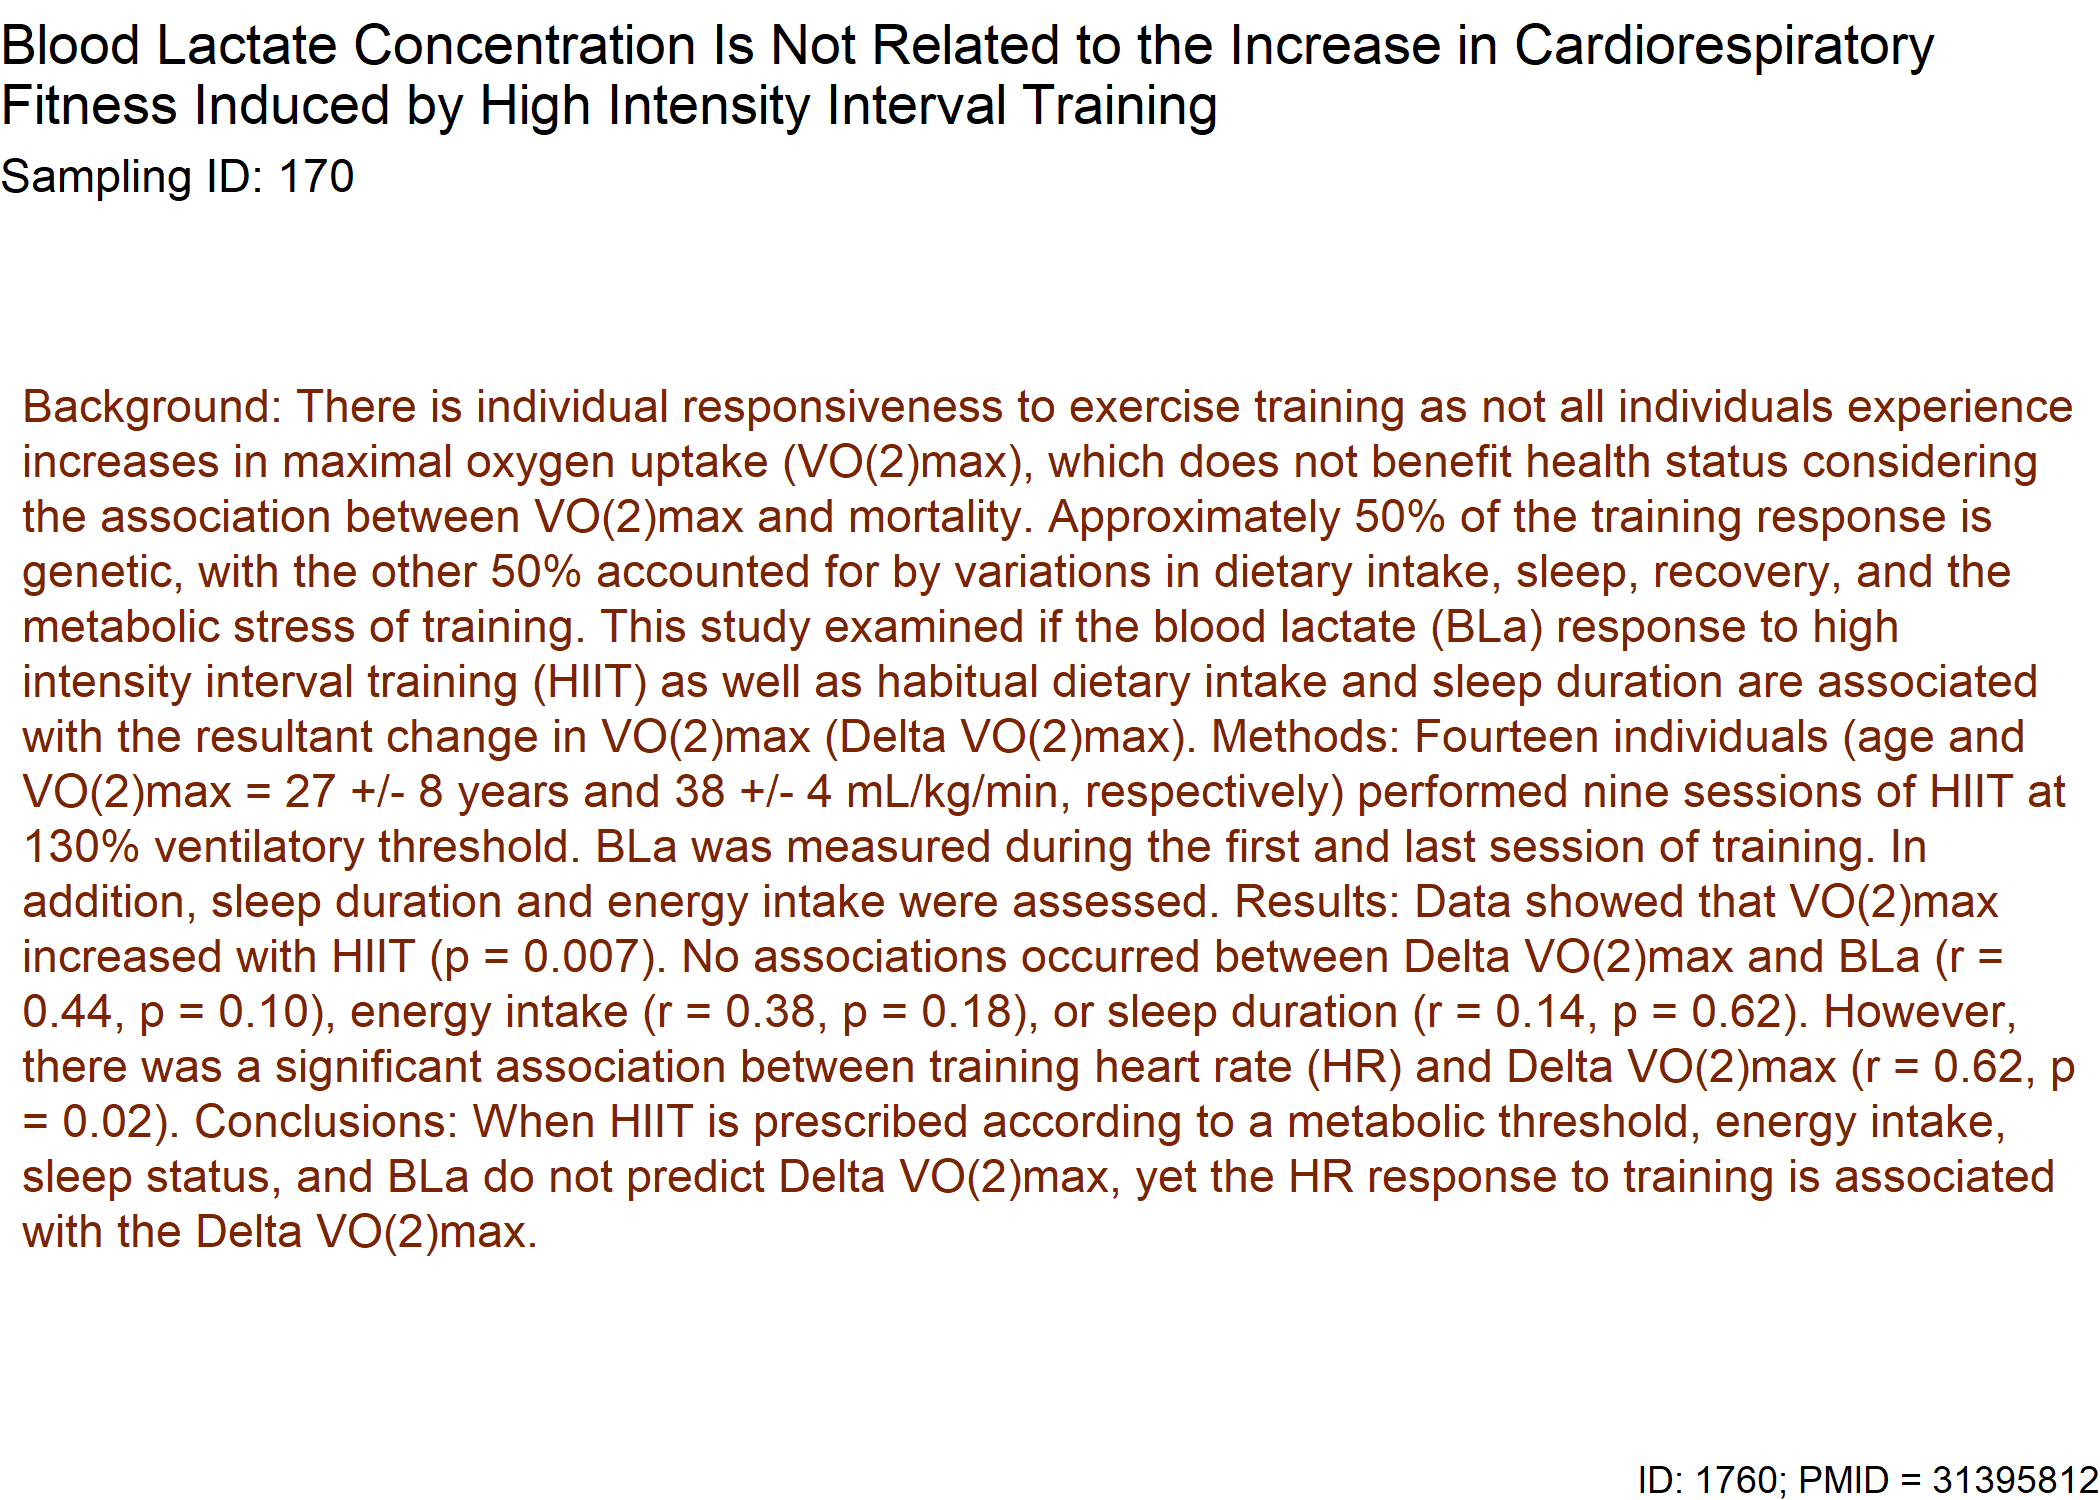 Blood Lactate Concentration Is Not Related to the Increase in Cardiorespiratory
Fitness Induced by High Intensity Interval Training
Sampling ID: 170
Background: There is individual responsiveness to exercise training as not all individuals experience
increases in maximal oxygen uptake (VO(2)max), which does not benefit health status considering
the association between VO(2)max and mortality. Approximately 50% of the training response is
genetic, with the other 50% accounted for by variations in dietary intake, sleep, recovery, and the
metabolic stress of training. This study examined if the blood lactate (BLa) response to high
intensity interval training (HIIT) as well as habitual dietary intake and sleep duration are associated
with the resultant change in VO(2)max (Delta VO(2)max). Methods: Fourteen individuals (age and
VO(2)max = 27 +/- 8 years and 38 +/- 4 mL/kg/min, respectively) performed nine sessions of HIIT at
130% ventilatory threshold. BLa was measured during the first and last session of training. In
addition, sleep duration and energy intake were assessed. Results: Data showed that VO(2)max
increased with HIIT (p = 0.007). No associations occurred between Delta VO(2)max and BLa (r =
0.44, p = 0.10), energy intake (r = 0.38, p = 0.18), or sleep duration (r = 0.14, p = 0.62). However,
there was a significant association between training heart rate (HR) and Delta VO(2)max (r = 0.62, p
= 0.02). Conclusions: When HIIT is prescribed according to a metabolic threshold, energy intake,
sleep status, and BLa do not predict Delta VO(2)max, yet the HR response to training is associated
with the Delta VO(2)max.
ID: 1760; PMID = 31395812